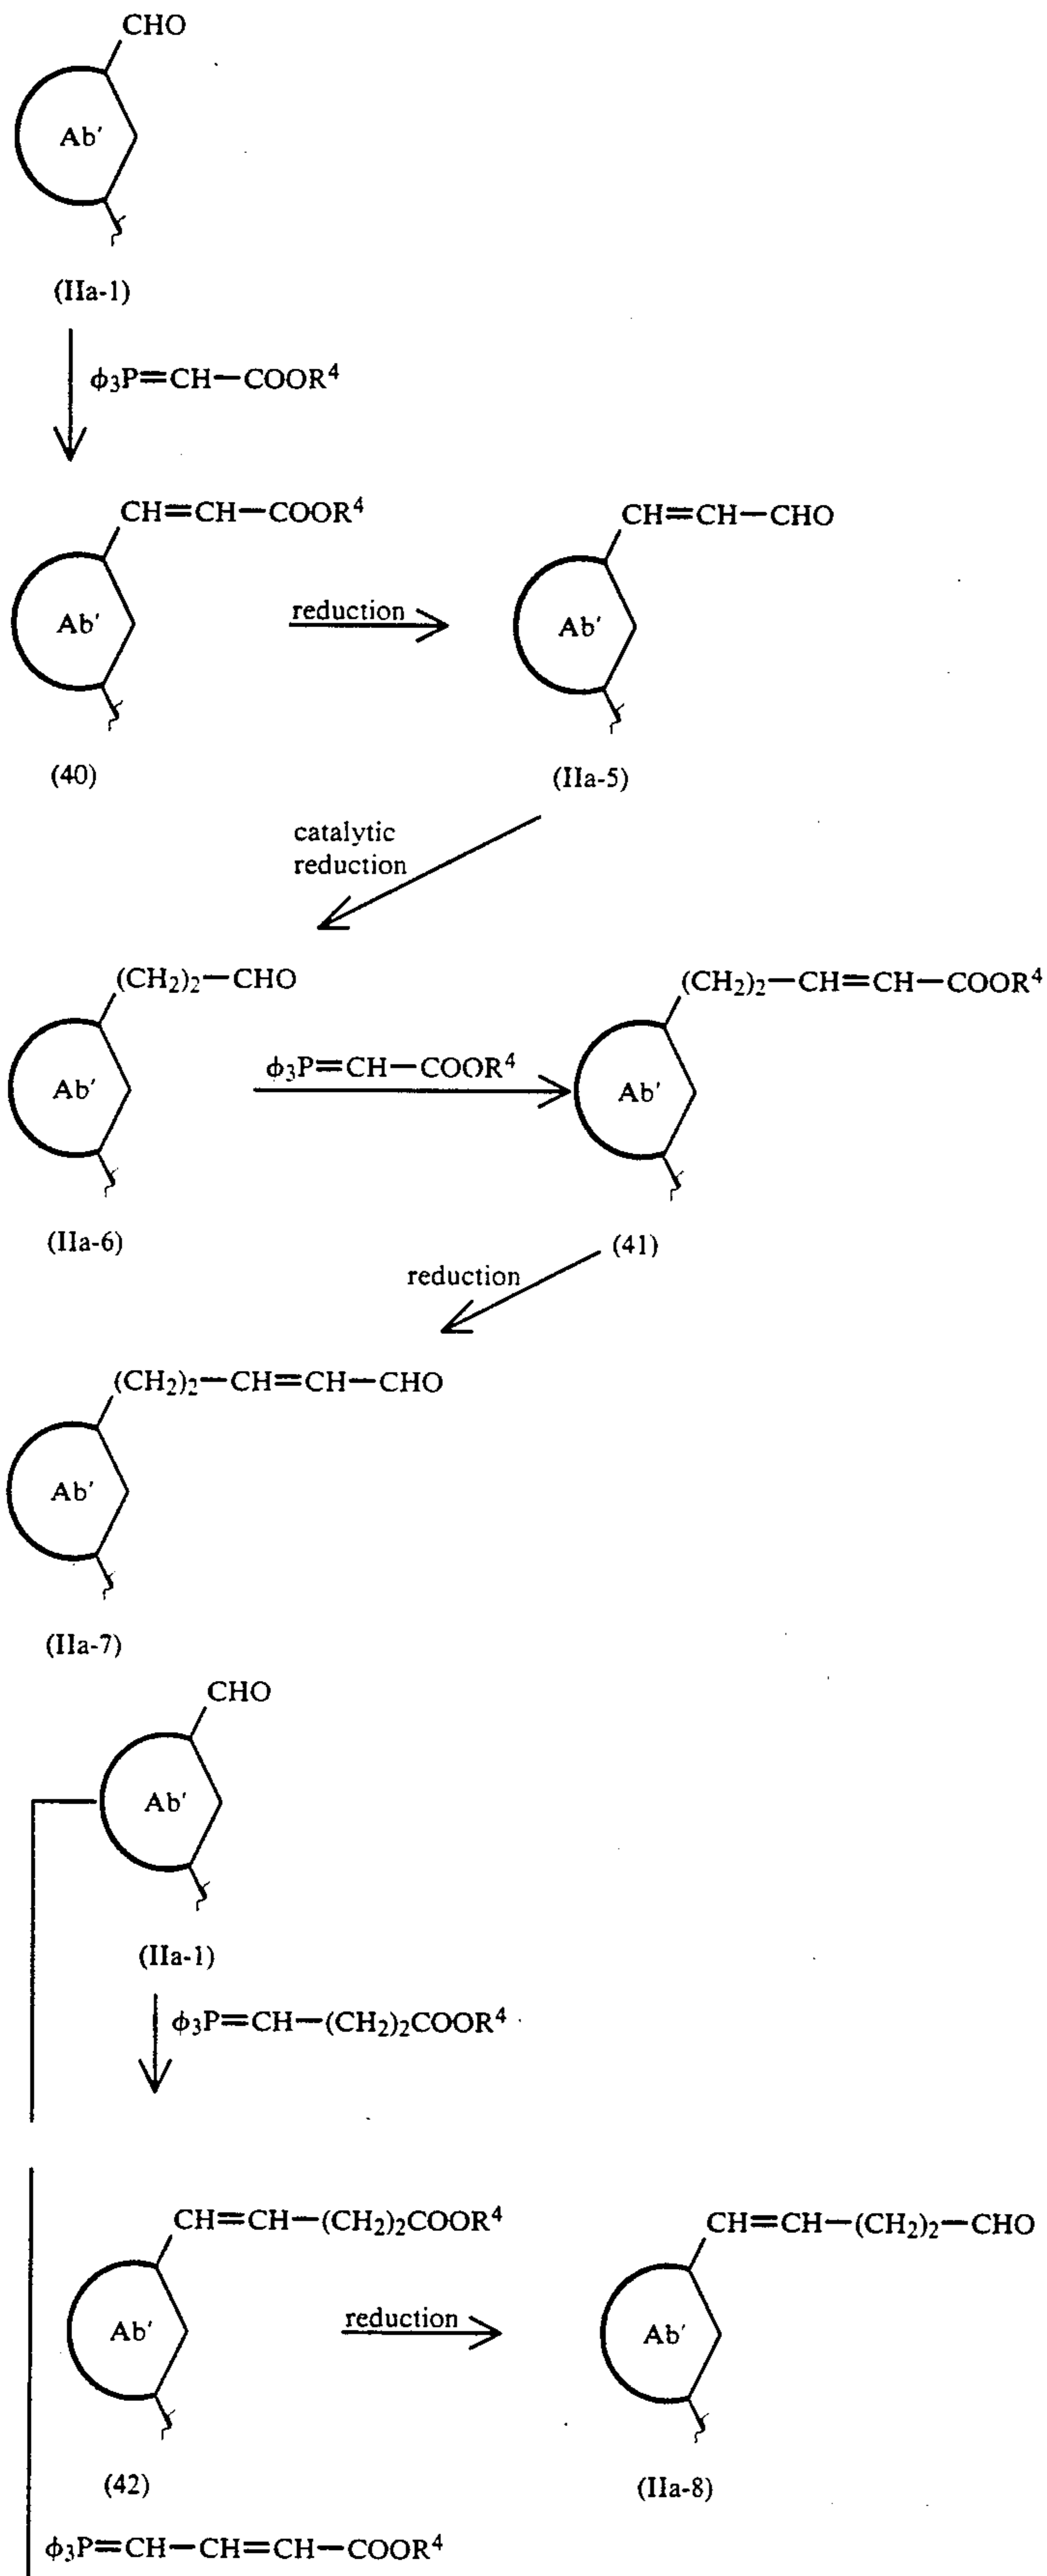 CHO
Ab′
(IIa-1)
ϕ₃P=CH—COOR⁴
CH=CH—COOR⁴
CH=CH—CHO
Ab′
reduction
Ab′
(40)
(IIa-5)
catalytic
reduction
(CH₂)₂—CHO
(CH₂)₂—CH=CH—COOR⁴
ϕ₃P=CH—COOR⁴
Ab′
Ab′
(IIa-6)
(41)
reduction
(CH₂)₂—CH=CH—CHO
Ab′
(IIa-7)
CHO
Ab′
(IIa-1)
ϕ₃P=CH—(CH₂)₂COOR⁴
CH=CH—(CH₂)₂COOR⁴
CH=CH—(CH₂)₂—CHO
Ab′
reduction
Ab′
(42)
(IIa-8)
ϕ₃P=CH—CH=CH—COOR⁴